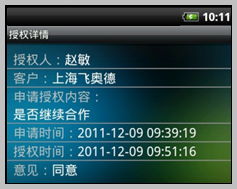 10:11
授权详情
授权人：赵敏
客户：上海飞奥德
申请授权内容：
是否继续合作
申请时间：2011-12-09 09:39:19
授权时间：2011-12-09 09:51:16
意见：同意